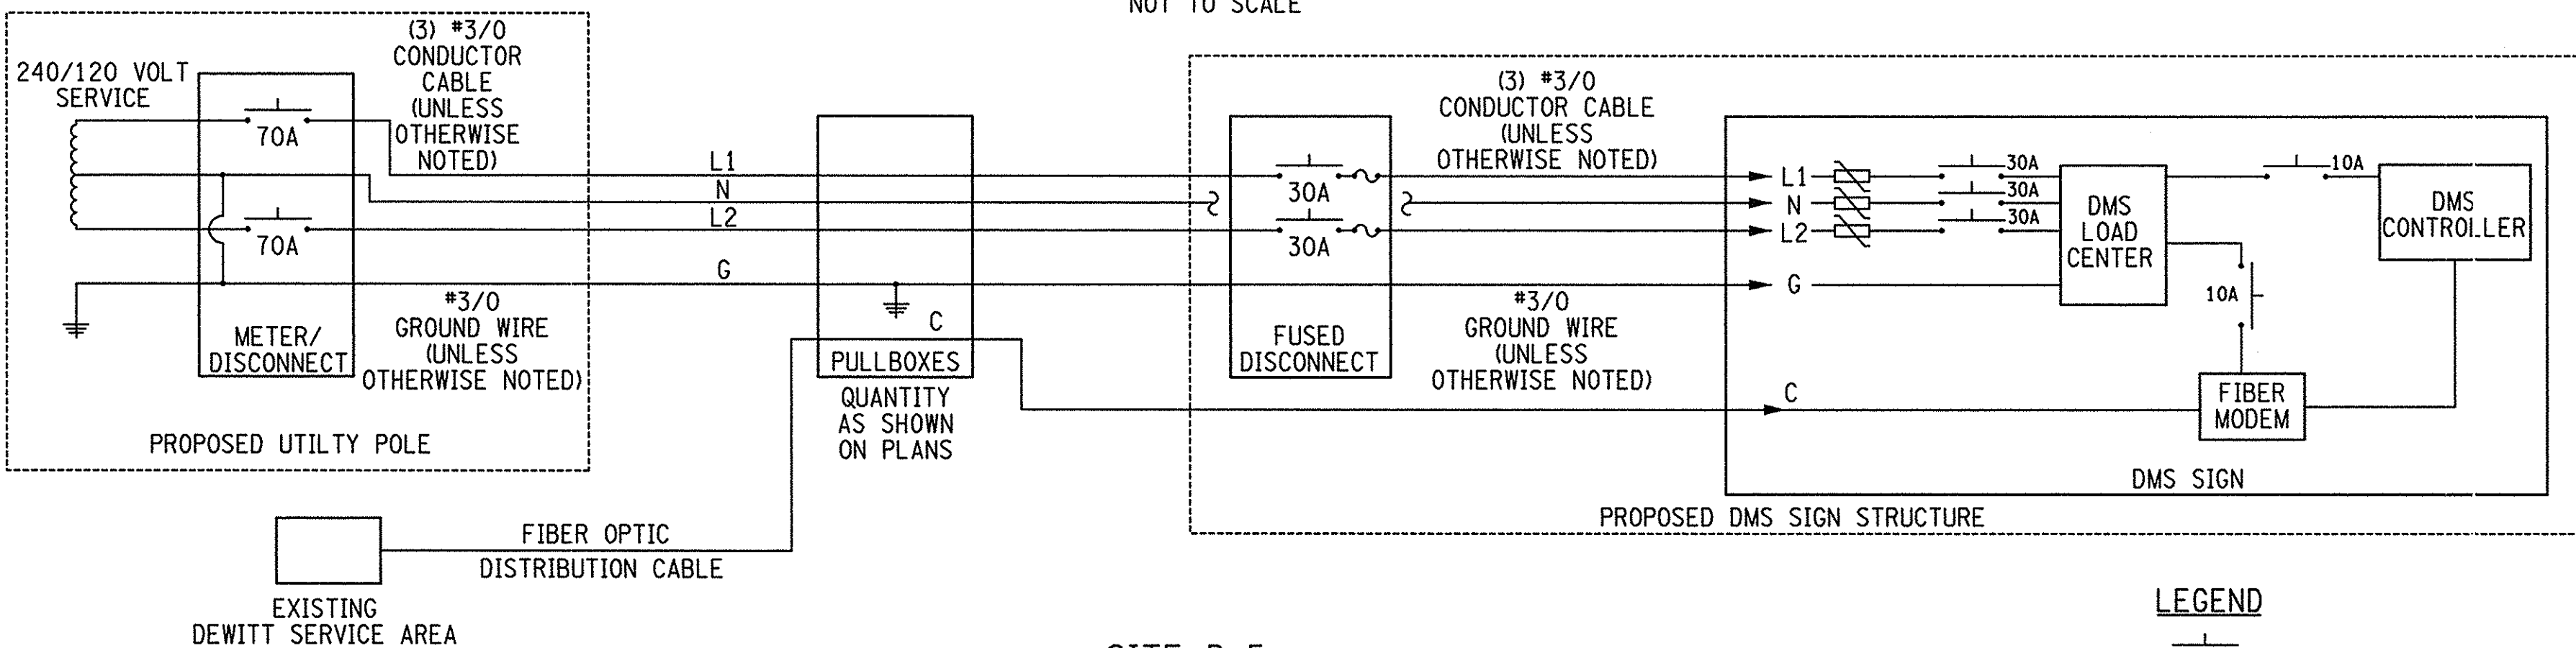 NOT TO SCALE
(3) #3/0
CONDUCTOR
CABLE
(UNLESS
OTHERWISE
NOTED)
240/120 VOLT
SERVICE
70A
70A
METER/
DISCONNECT
#3/0
GROUND WIRE
(UNLESS
OTHERWISE NOTED)
PROPOSED UTILTY POLE
L1
N
L2
G
C
PULLBOXES
QUANTITY
AS SHOWN
ON PLANS
EXISTING
DEWITT SERVICE AREA
FIBER OPTIC
DISTRIBUTION CABLE
30A
30A
FUSED
DISCONNECT
(3) #3/0
CONDUCTOR CABLE
(UNLESS
OTHERWISE NOTED)
#3/0
GROUND WIRE
(UNLESS
OTHERWISE NOTED)
L1
N
L2
G
C
30A
30A
30A
DMS
LOAD
CENTER
10A
DMS
CONTROLLER
10A
FIBER
MODEM
DMS SIGN
PROPOSED DMS SIGN STRUCTURE
LEGEND